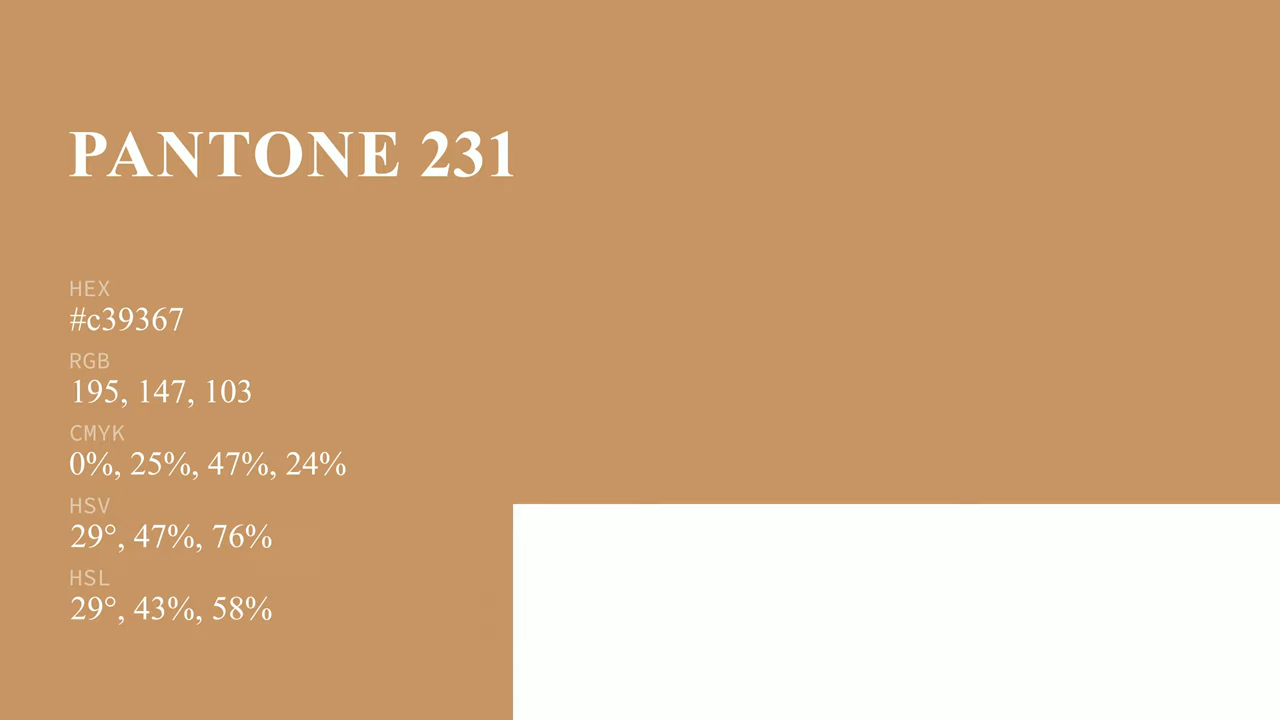 PANTONE 231
HEX
#c39367
RGB
195, 147, 103
CMYK
0%, 25%, 47%, 24%
HSV
29°, 47%, 76%
HSL
29°, 43%, 58%